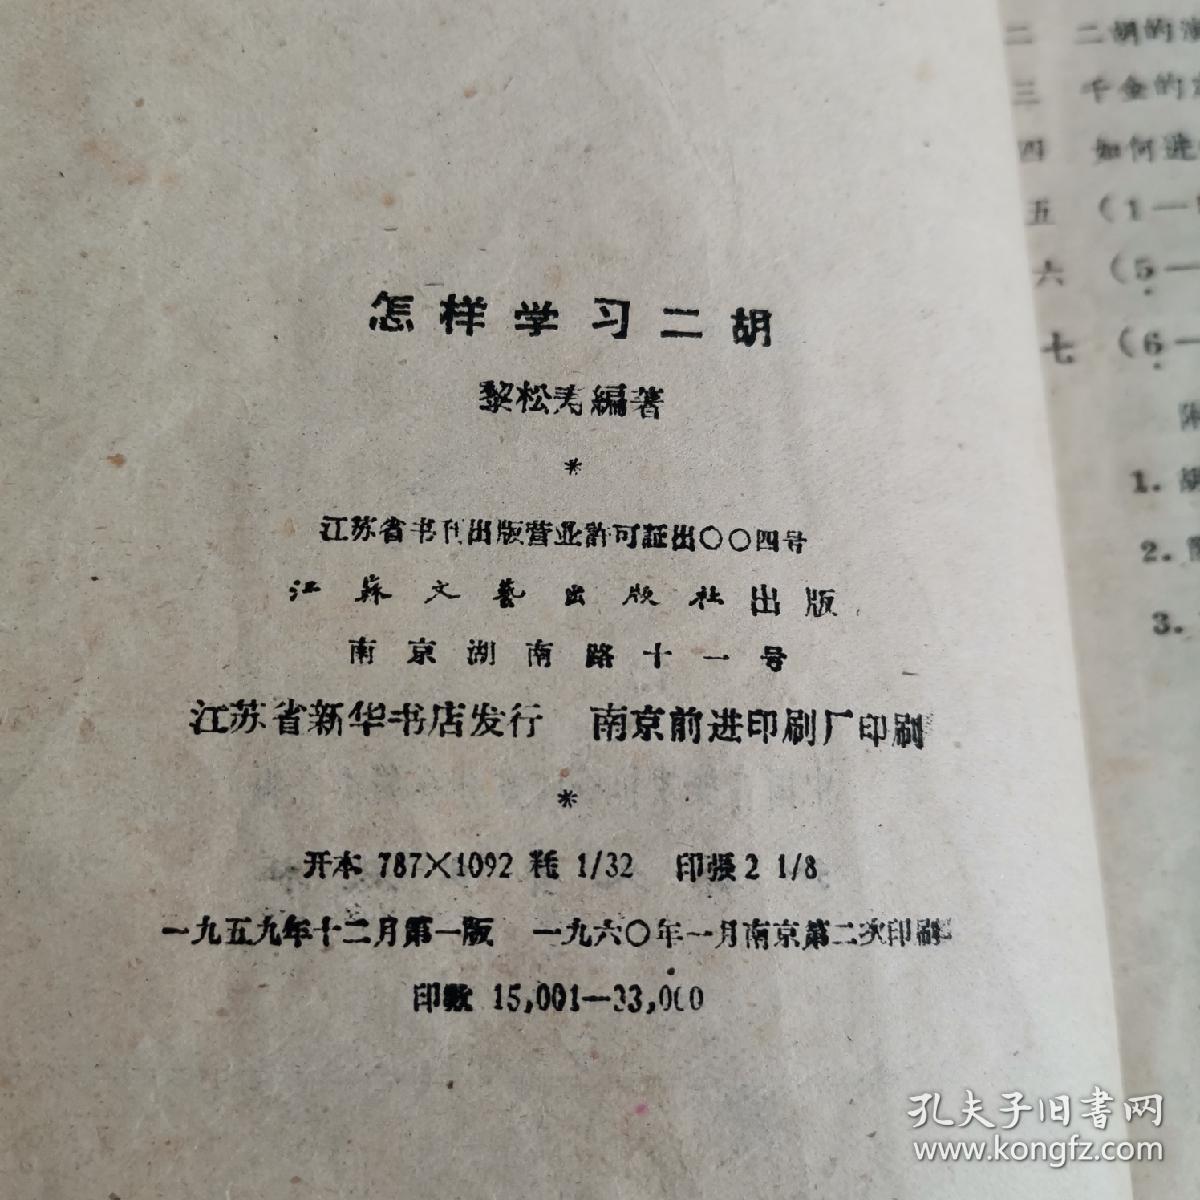 怎样学习二胡
黎松寿編著
*
江苏省书刊出版营业許可証出〇〇四号
江苏文艺出版社出版
南京湖南路十一号
江苏省新华书店发行 南京前进印刷厂印刷
*
开本 787×1092 耗 1/32 印張 2 1/8
一九五九年十二月第一版 一九六〇年一月南京第二次印刷
印数 15,001—33,000
二 二胡的演
三 千金的
四 如何进
五 (1—
六 (5—
七 (6—
附
1.
2.
3.
孔夫子旧书网
www.kongfz.com